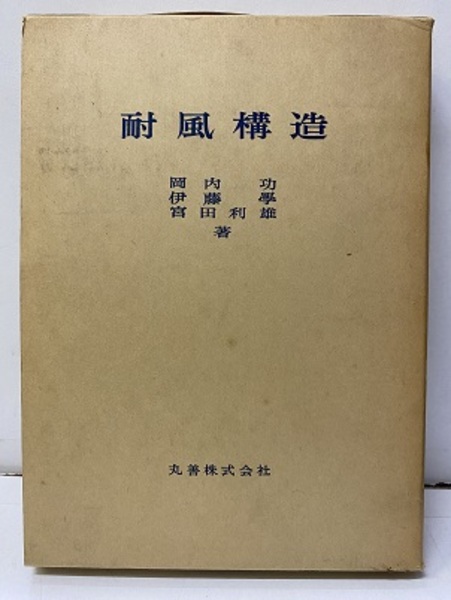 耐風構造
岡内 功
伊藤 學
宮田利雄
著
丸善株式会社